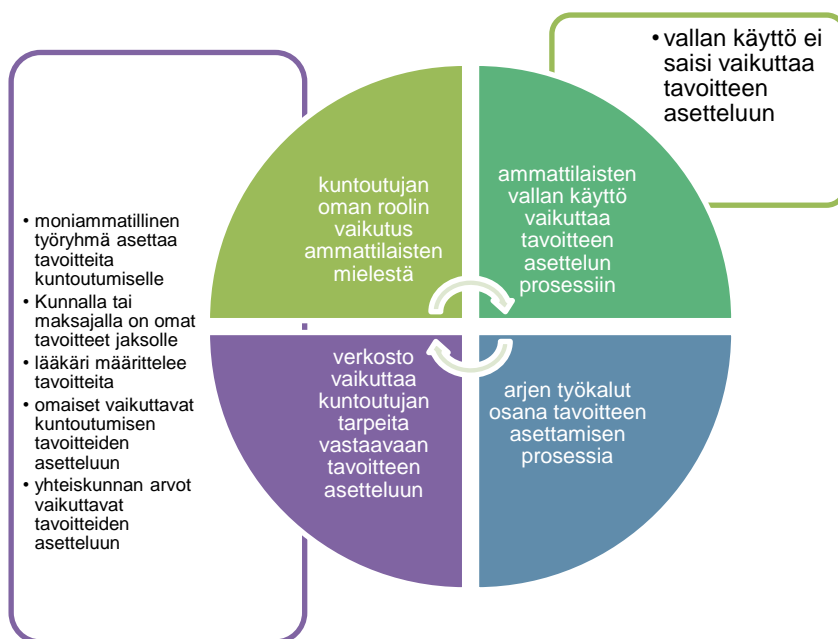 • vallan käyttö ei
saisi vaikuttaa
tavoitteen
asetteluun
kuntoutujan
oman roolin
vaikutus
ammattilaisten
mielestä
ammattilaisten
vallan käyttö
vaikuttaa
tavoitteen
asettelun
prosessiin
• moniammatillinen
työryhmä asettaa
tavoitteita
kuntoutumiselle
• Kunnalla tai
maksajalla on omat
tavoitteet jaksolle
• lääkäri määrittelee
tavoitteita
• omaiset vaikuttavat
kuntoutumisen
tavoitteiden
asetteluun
• yhteiskunnan arvot
vaikuttavat
tavoitteiden
asetteluun
verkosto
vaikuttaa
kuntoutujan
tarpeita
vastaavaan
tavoitteen
asetteluun
arjen työkalut
osana tavoitteen
asettamisen
prosessia